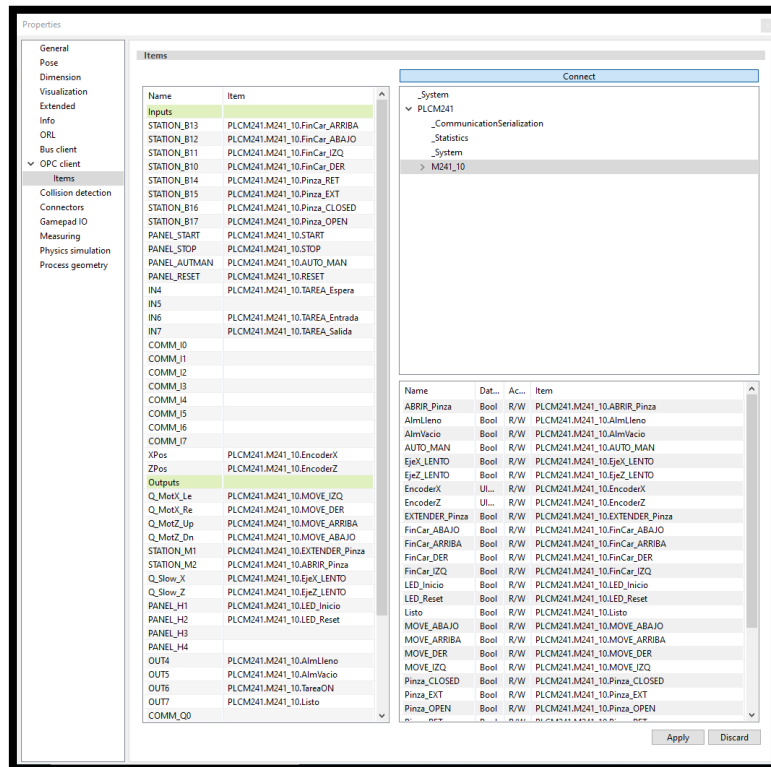 Properties
General
Pose
Dimension
Visualization
Extended
Info
ORL
Bus client
OPC client
Items
Collision detection
Connectors
Gamepad IO
Measuring
Physics simulation
Process geometry
Items
Name Item
Inputs
STATION_B13 PLCM241.M241_10.FinCar_ARRIBA
STATION_B12 PLCM241.M241_10.FinCar_ABAJO
STATION_B11 PLCM241.M241_10.FinCar_IZQ
STATION_B10 PLCM241.M241_10.FinCar_DER
STATION_B14 PLCM241.M241_10.Pinza_RET
STATION_B15 PLCM241.M241_10.Pinza_EXT
STATION_B16 PLCM241.M241_10.Pinza_CLOSED
STATION_B17 PLCM241.M241_10.Pinza_OPEN
PANEL_START PLCM241.M241_10.START
PANEL_STOP PLCM241.M241_10.STOP
PANEL_AUTMAN PLCM241.M241_10.AUTO_MAN
PANEL_RESET PLCM241.M241_10.RESET
IN4 PLCM241.M241_10.TAREA_Espera
IN5
IN6 PLCM241.M241_10.TAREA_Entrada
IN7 PLCM241.M241_10.TAREA_Salida
COMM_I0
COMM_I1
COMM_I2
COMM_I3
COMM_I4
COMM_I5
COMM_I6
COMM_I7
XPos PLCM241.M241_10.EncoderX
ZPos PLCM241.M241_10.EncoderZ
Outputs
Q_MotX_Le PLCM241.M241_10.MOVE_IZQ
Q_MotX_Re PLCM241.M241_10.MOVE_DER
Q_MotZ_Up PLCM241.M241_10.MOVE_ARRIBA
Q_MotZ_Dn PLCM241.M241_10.MOVE_ABAJO
STATION_M1 PLCM241.M241_10.EXTENDER_Pinza
STATION_M2 PLCM241.M241_10.ABRIR_Pinza
Q_Slow_X PLCM241.M241_10.EjeX_LENTO
Q_Slow_Z PLCM241.M241_10.EjeZ_LENTO
PANEL_H1 PLCM241.M241_10.LED_Inicio
PANEL_H2 PLCM241.M241_10.LED_Reset
PANEL_H3
PANEL_H4
OUT4 PLCM241.M241_10.AlmLleno
OUT5 PLCM241.M241_10.AlmVacio
OUT6 PLCM241.M241_10.TareaON
OUT7 PLCM241.M241_10.Listo
COMM_Q0
Connect
_System
PLCM241
_CommunicationSerialization
_Statistics
_System
M241_10
Name Dat... Ac... Item
ABRIR_Pinza Bool R/W PLCM241.M241_10.ABRIR_Pinza
AlmLleno Bool R/W PLCM241.M241_10.AlmLleno
AlmVacio Bool R/W PLCM241.M241_10.AlmVacio
AUTO_MAN Bool R/W PLCM241.M241_10.AUTO_MAN
EjeX_LENTO Bool R/W PLCM241.M241_10.EjeX_LENTO
EjeZ_LENTO Bool R/W PLCM241.M241_10.EjeZ_LENTO
EncoderX UI... R/W PLCM241.M241_10.EncoderX
EncoderZ UI... R/W PLCM241.M241_10.EncoderZ
EXTENDER_Pinza Bool R/W PLCM241.M241_10.EXTENDER_Pinza
FinCar_ABAJO Bool R/W PLCM241.M241_10.FinCar_ABAJO
FinCar_ARRIBA Bool R/W PLCM241.M241_10.FinCar_ARRIBA
FinCar_DER Bool R/W PLCM241.M241_10.FinCar_DER
FinCar_IZQ Bool R/W PLCM241.M241_10.FinCar_IZQ
LED_Inicio Bool R/W PLCM241.M241_10.LED_Inicio
LED_Reset Bool R/W PLCM241.M241_10.LED_Reset
Listo Bool R/W PLCM241.M241_10.Listo
MOVE_ABAJO Bool R/W PLCM241.M241_10.MOVE_ABAJO
MOVE_ARRIBA Bool R/W PLCM241.M241_10.MOVE_ARRIBA
MOVE_DER Bool R/W PLCM241.M241_10.MOVE_DER
MOVE_IZQ Bool R/W PLCM241.M241_10.MOVE_IZQ
Pinza_CLOSED Bool R/W PLCM241.M241_10.Pinza_CLOSED
Pinza_EXT Bool R/W PLCM241.M241_10.Pinza_EXT
Pinza_OPEN Bool R/W PLCM241.M241_10.Pinza_OPEN
Apply Discard